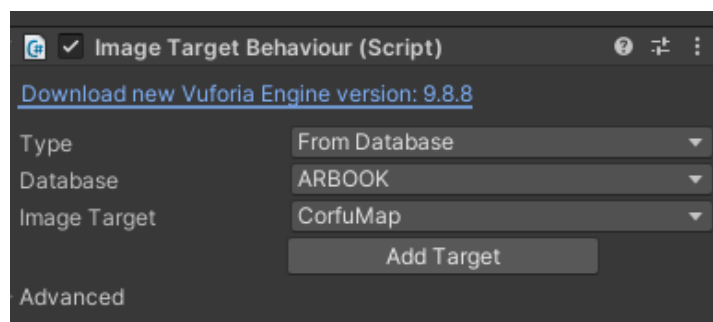 Image Target Behaviour (Script)
Download new Vuforia Engine version: 9.8.8
Type From Database
Database ARBOOK
Image Target CorfuMap
Add Target
Advanced